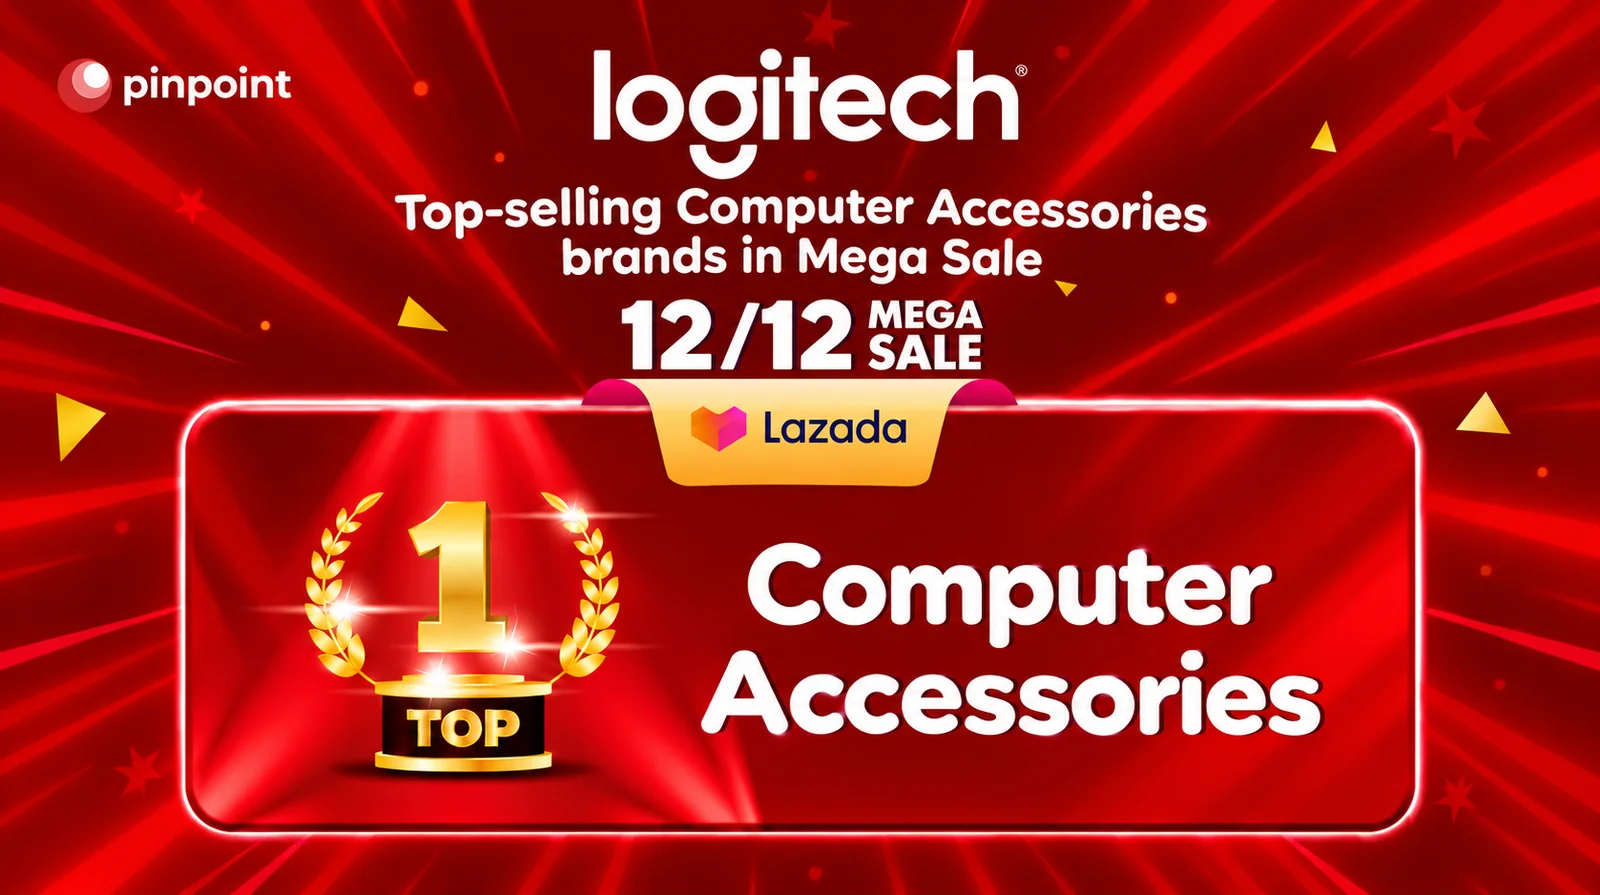 pinpoint
logitech®
Top-selling Computer Accessories
brands in Mega Sale
12/12 MEGA
SALE
Lazada
1
TOP
Computer
Accessories